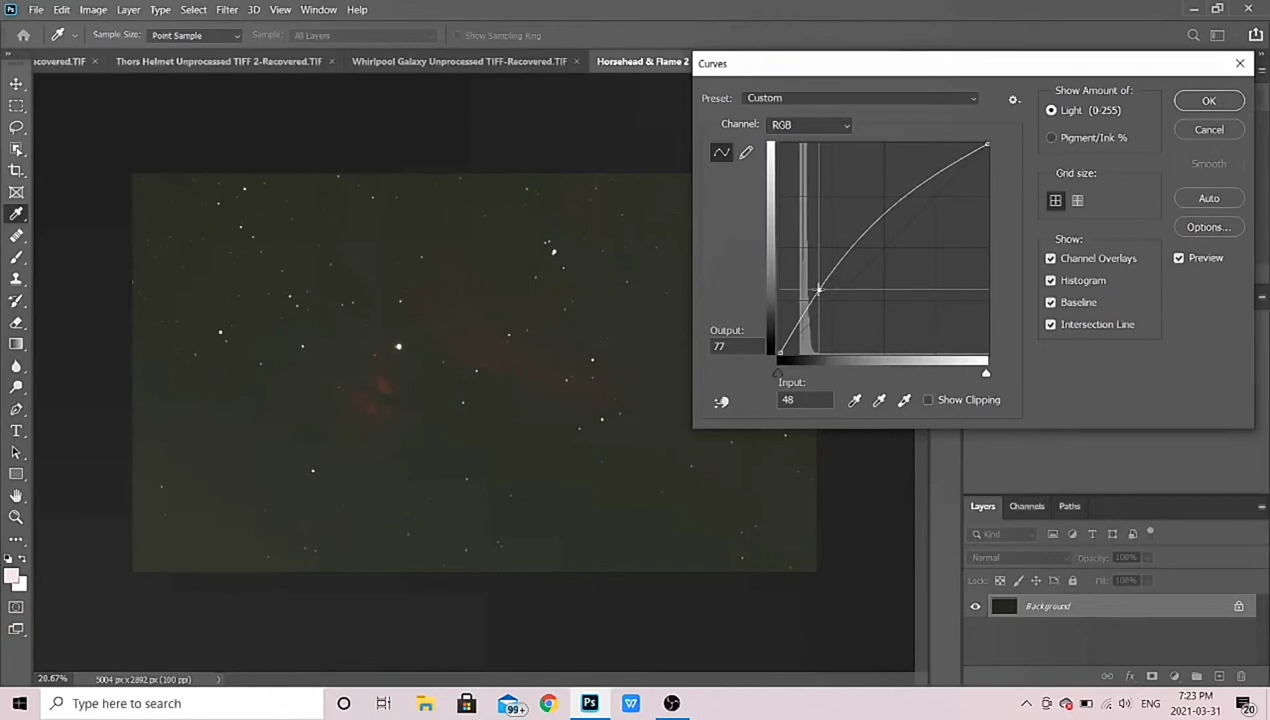 Ps File Edit Image Layer Type Select Filter 3D View Window Help
Sample Size: Point Sample Sample: All Layers Show Sampling Ring
ecovered.TIF × Thors Helmet Unprocessed TIFF 2-Recovered.TIF × Whirlpool Galaxy Unprocessed TIFF-Recovered.TIF × Horsehead & Flame 2
Curves
Preset: Custom
Channel: RGB
Output:
77
Input:
48
Show Clipping
Show Amount of:
Light (0-255)
Pigment/Ink %
Grid size:
Show:
Channel Overlays
Histogram
Baseline
Intersection Line
OK
Cancel
Smooth
Auto
Options...
Preview
Layers Channels Paths
Kind
Normal Opacity: 100%
Lock: Fill: 100%
Background
20.67% 5004 px x 2892 px (
Type here to search
99+
Ps
W
ENG
7:23 PM
2021-03-31
20